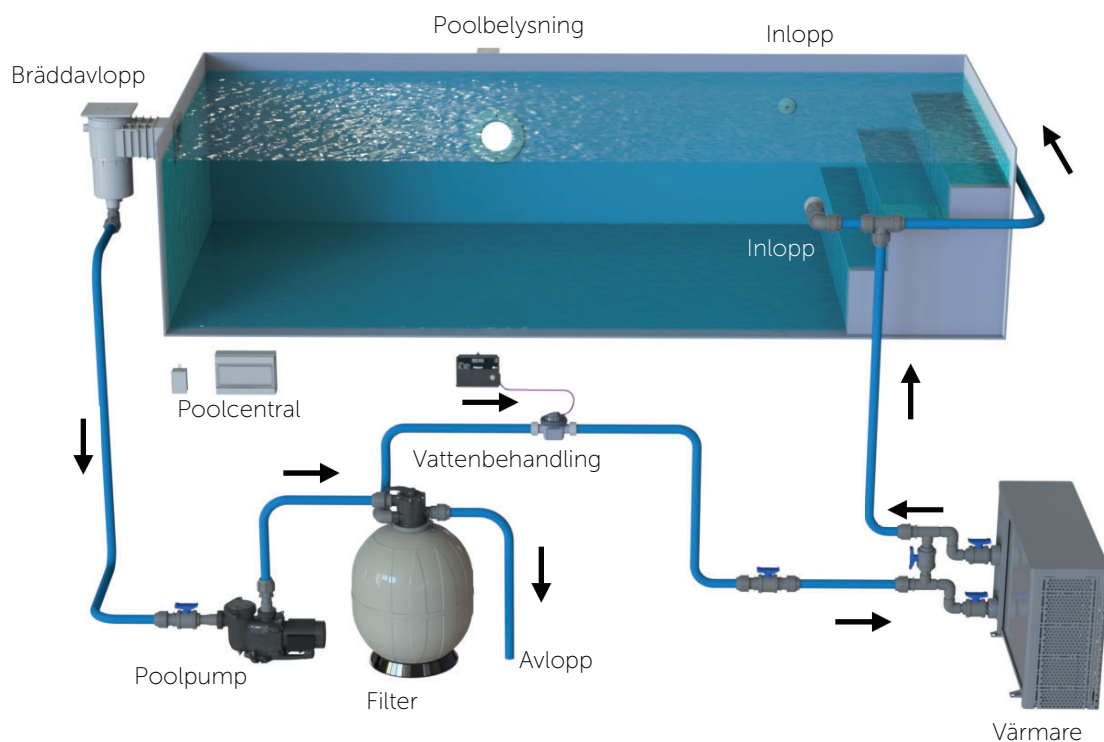 Poolbelysning
Inlopp
Bräddavlopp
Inlopp
Poolcentral
Vattenbehandling
Poolpump
Avlopp
Filter
Värmare